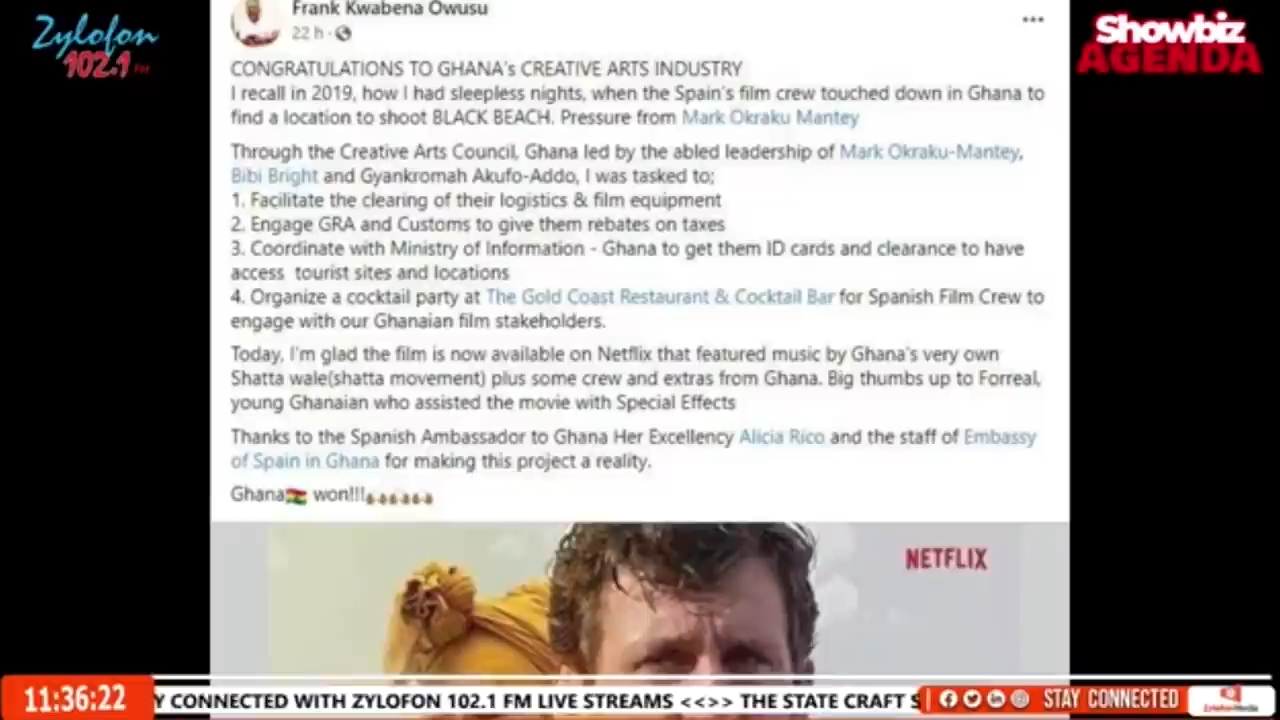 Zylofon
102.1 FM
Showbiz
AGENDA
Frank Kwabena Owusu
22 h ·
CONGRATULATIONS TO GHANA's CREATIVE ARTS INDUSTRY
I recall in 2019, how I had sleepless nights, when the Spain's film crew touched down in Ghana to
find a location to shoot BLACK BEACH. Pressure from Mark Okraku Mantey
Through the Creative Arts Council, Ghana led by the abled leadership of Mark Okraku-Mantey,
Bibi Bright and Gyankromah Akufo-Addo, I was tasked to;
1. Facilitate the clearing of their logistics & film equipment
2. Engage GRA and Customs to give them rebates on taxes
3. Coordinate with Ministry of Information - Ghana to get them ID cards and clearance to have
access tourist sites and locations
4. Organize a cocktail party at The Gold Coast Restaurant & Cocktail Bar for Spanish Film Crew to
engage with our Ghanaian film stakeholders.
Today, I'm glad the film is now available on Netflix that featured music by Ghana's very own
Shatta wale(shatta movement) plus some crew and extras from Ghana. Big thumbs up to Forreal,
young Ghanaian who assisted the movie with Special Effects
Thanks to the Spanish Ambassador to Ghana Her Excellency Alicia Rico and the staff of Embassy
of Spain in Ghana for making this project a reality.
Ghana🇬🇭 won!!!
NETFLIX
11:36:22
Y CONNECTED WITH ZYLOFON 102.1 FM LIVE STREAMS <<>> THE STATE CRAFT S
STAY CONNECTED
ZylofonMedia